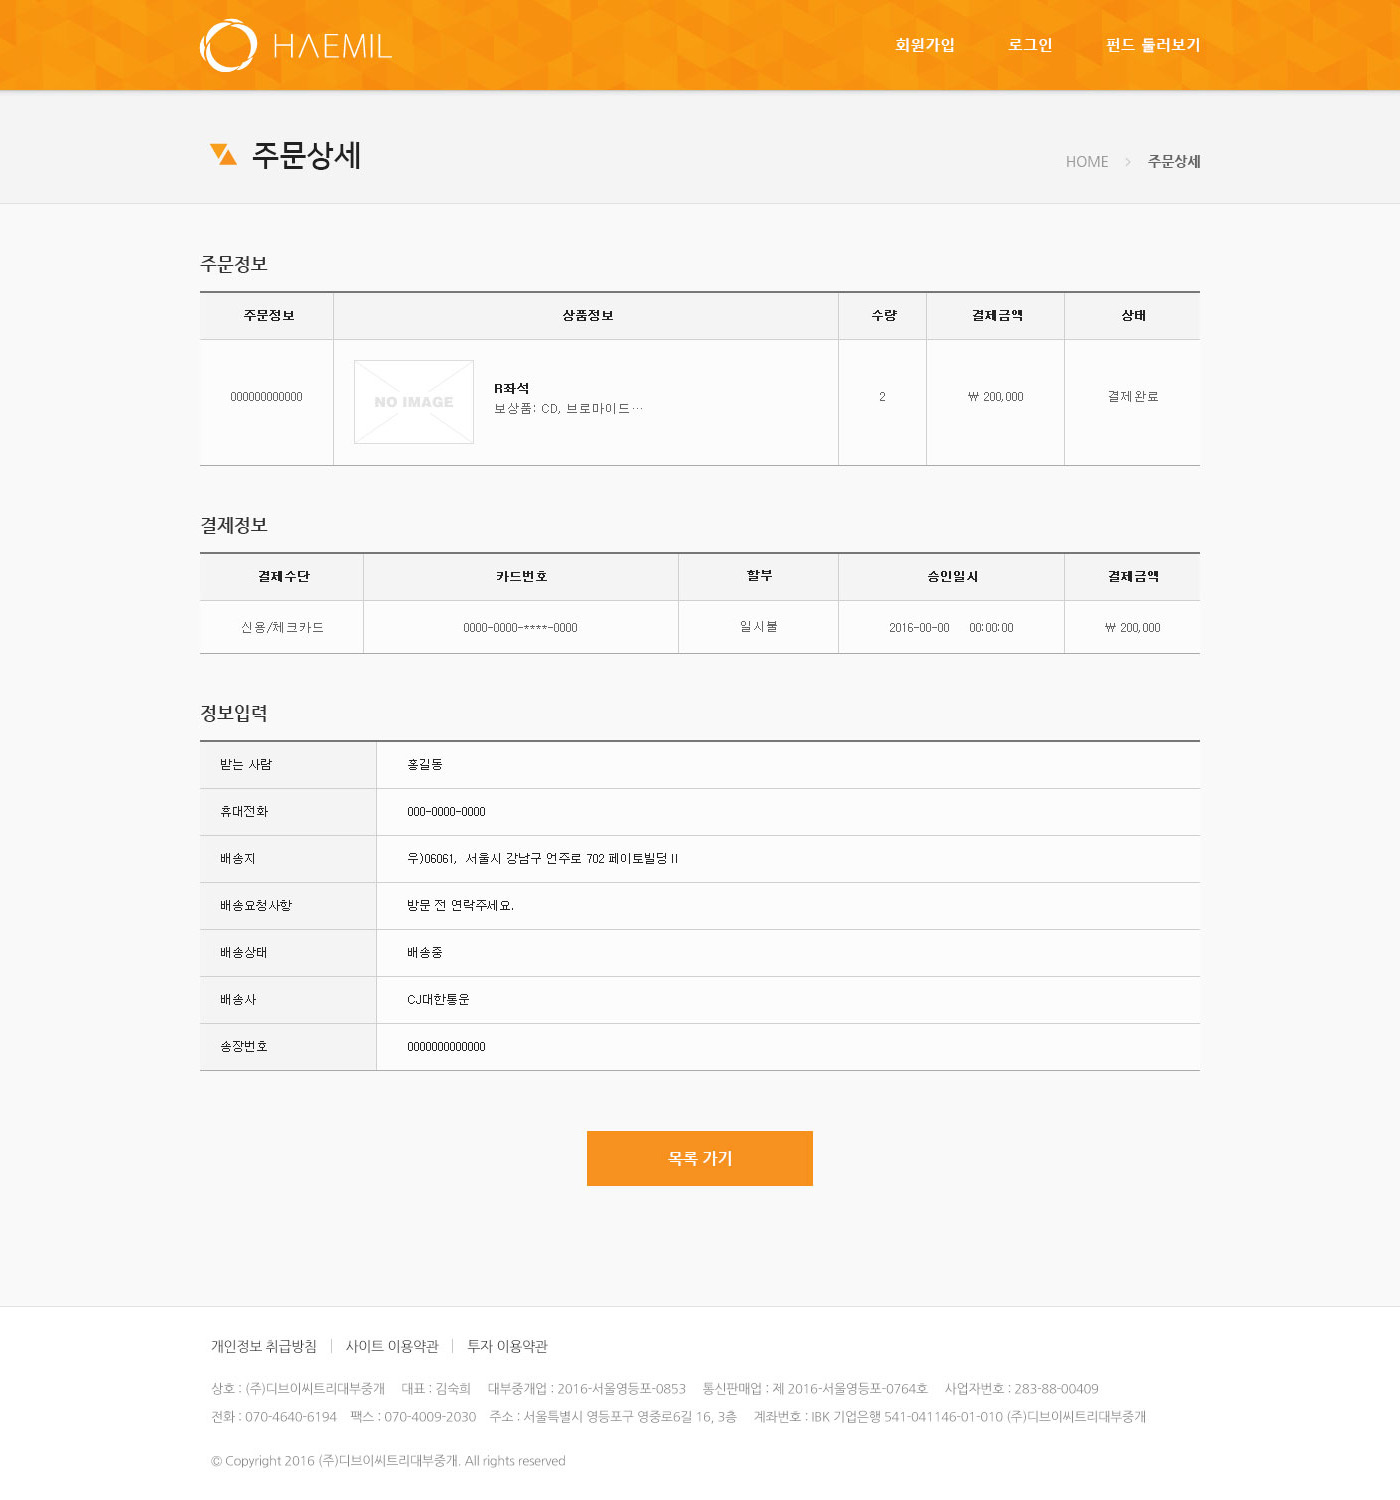 HAEMIL
회원가입 로그인 펀드 둘러보기
주문상세
HOME > 주문상세
주문정보
주문정보 상품정보 수량 결제금액 상태
000000000000 NO IMAGE R좌석 보상품: CD, 브로마이드··· 2 ₩ 200,000 결제완료
결제정보
결제수단 카드번호 할부 승인일시 결제금액
신용/체크카드 0000-0000-****-0000 일시불 2016-00-00 00:00:00 ₩ 200,000
정보입력
받는 사람 홍길동
휴대전화 000-0000-0000
배송지 우)06061, 서울시 강남구 언주로 702 페이토빌딩 II
배송요청사항 방문 전 연락주세요.
배송상태 배송중
배송사 CJ대한통운
송장번호 0000000000000
목록 가기
개인정보 취급방침 | 사이트 이용약관 | 투자 이용약관
상호 : (주)디브이씨트리대부중개 대표 : 김숙희 대부중개업 : 2016-서울영등포-0853 통신판매업 : 제 2016-서울영등포-0764호 사업자번호 : 283-88-00409
전화 : 070-4640-6194 팩스 : 070-4009-2030 주소 : 서울특별시 영등포구 영중로6길 16, 3층 계좌번호 : IBK 기업은행 541-041146-01-010 (주)디브이씨트리대부중개
© Copyright 2016 (주)디브이씨트리대부중개. All rights reserved